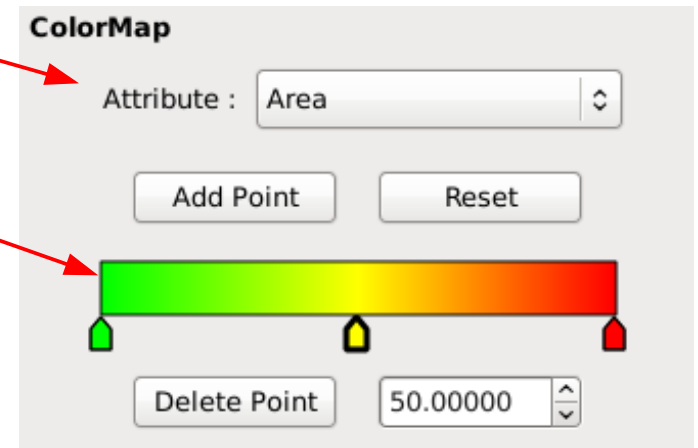 ColorMap
Attribute : Area
Add Point Reset
Delete Point 50.00000